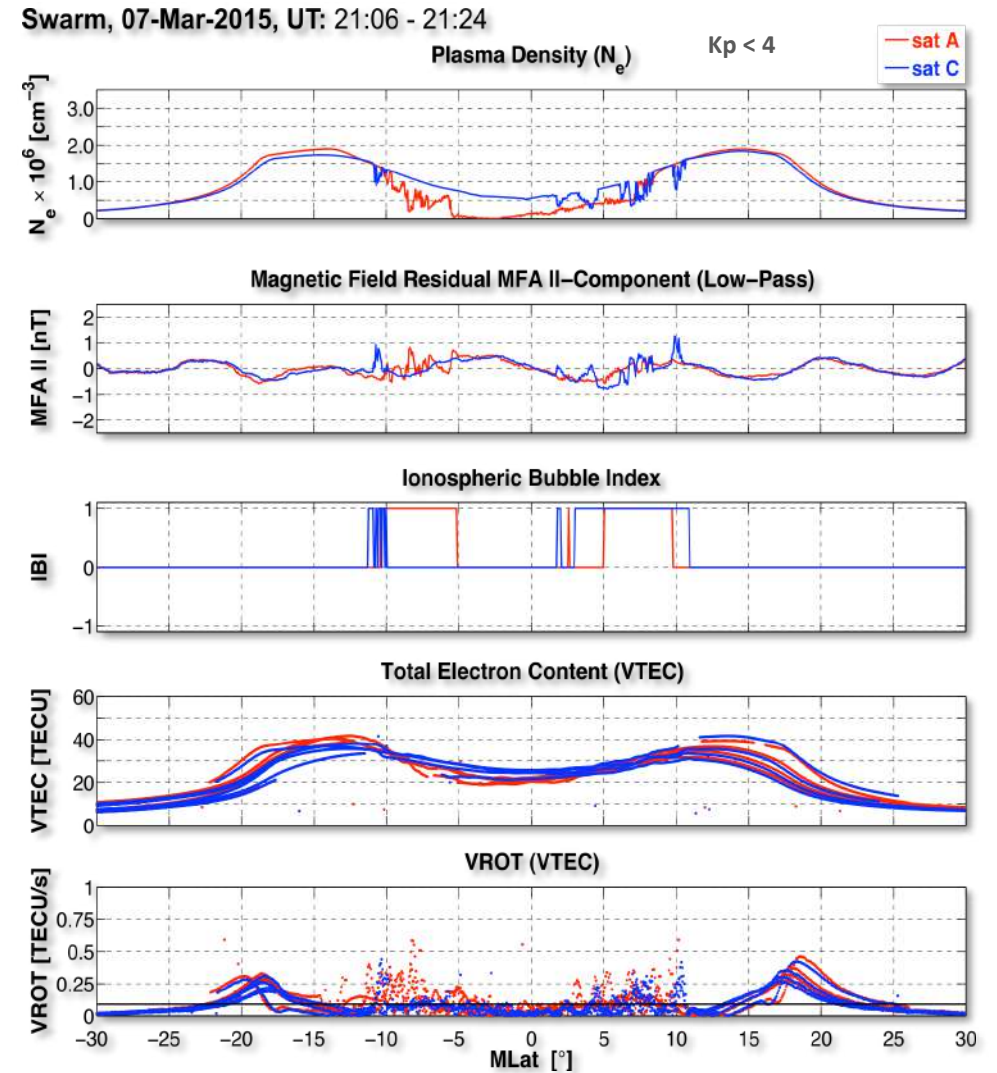 Swarm, 07-Mar-2015, UT: 21:06 - 21:24
Kp < 4
sat A
sat C
Plasma Density (Ne)
Ne × 10⁶ [cm⁻³]
3.0
2.0
1.0
0
Magnetic Field Residual MFA II–Component (Low–Pass)
MFA II [nT]
2
1
0
−1
−2
Ionospheric Bubble Index
IBI
1
0
−1
Total Electron Content (VTEC)
VTEC [TECU]
60
40
20
0
VROT (VTEC)
VROT [TECU/s]
1
0.75
0.5
0.25
0
−30 −25 −20 −15 −10 −5 0 5 10 15 20 25 30
MLat [°]